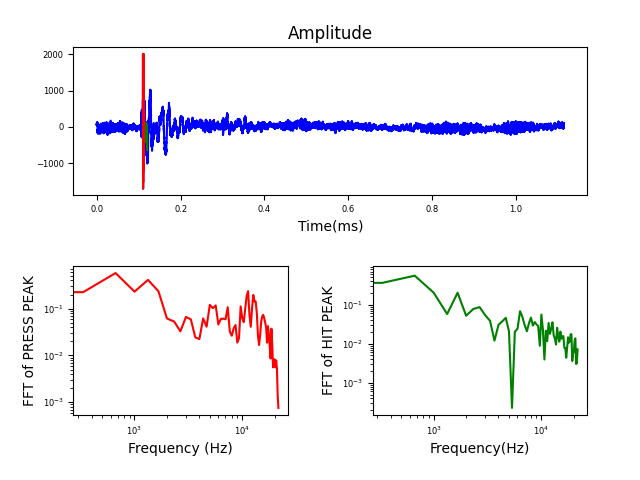 Amplitude
2000
1000
0
−1000
0.0 0.2 0.4 0.6 0.8 1.0
Time(ms)
FFT of PRESS PEAK
10⁻¹
10⁻²
10⁻³
10³ 10⁴
Frequency (Hz)
FFT of HIT PEAK
10⁻¹
10⁻²
10⁻³
10³ 10⁴
Frequency(Hz)